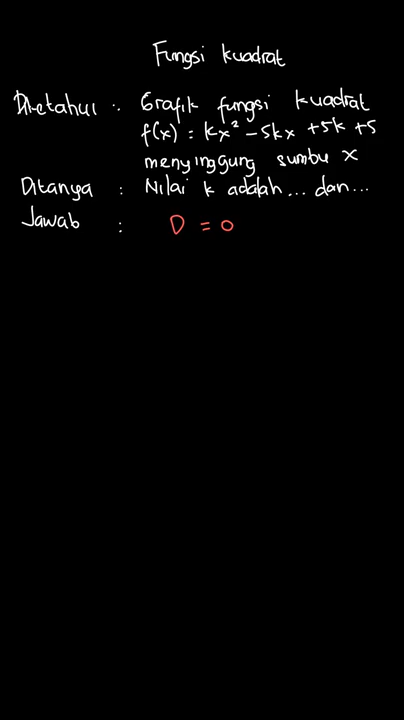 Fungsi kuadrat
Diketahui : Grafik fungsi kuadrat
f(x) = kx² - 5kx + 5k + 5
menyinggung sumbu x
Ditanya : Nilai k adalah ... dan ...
Jawab : D = 0